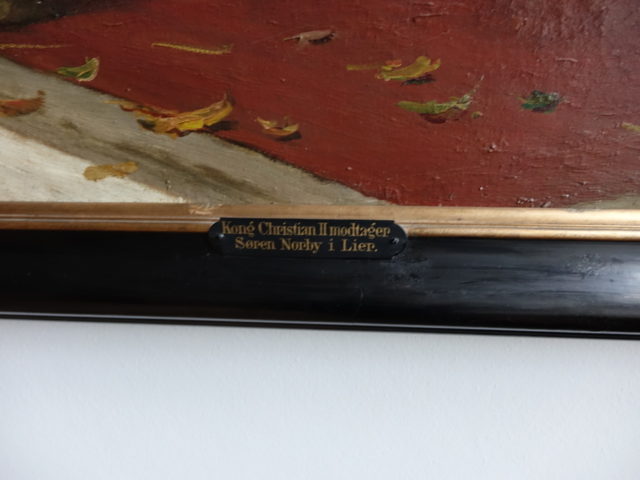 Kong Christian II modtager
Søren Norby i Lier.